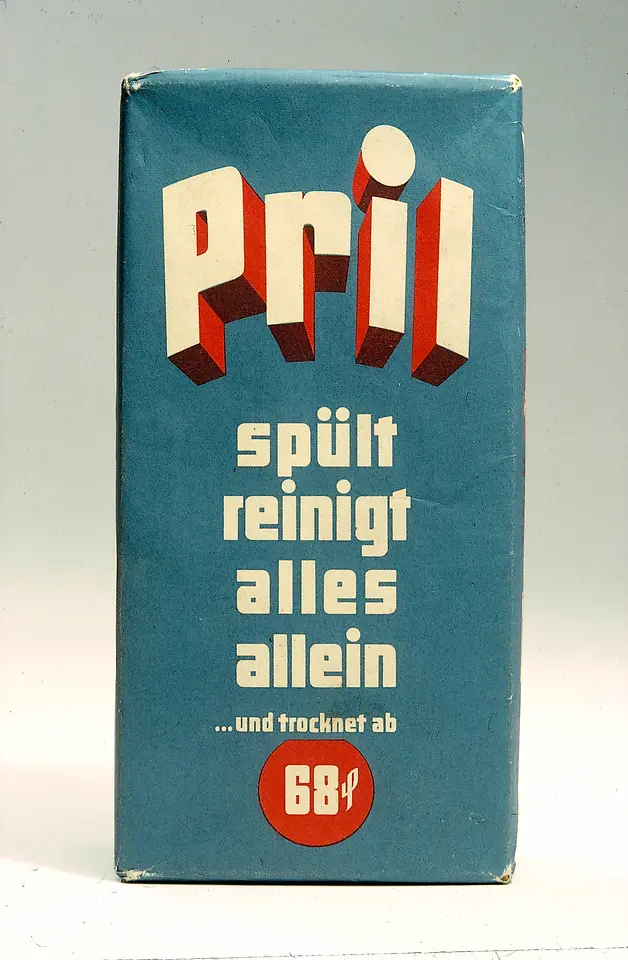 Pril
spült
reinigt
alles
allein
...und trocknet ab
68₰